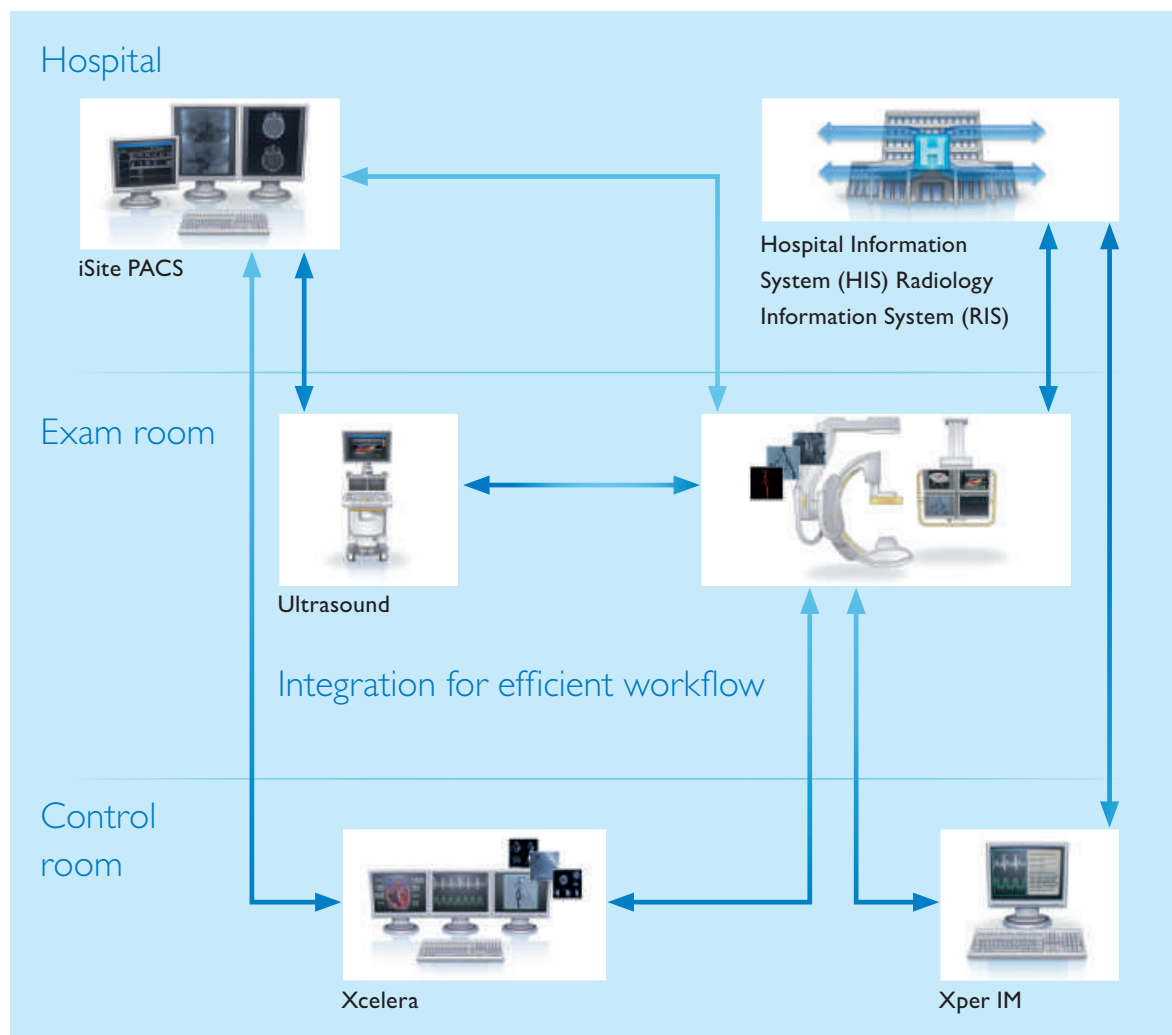 Hospital
iSite PACS
Hospital Information
System (HIS) Radiology
Information System (RIS)
Exam room
Ultrasound
Integration for efficient workflow
Control
room
Xcelera
Xper IM